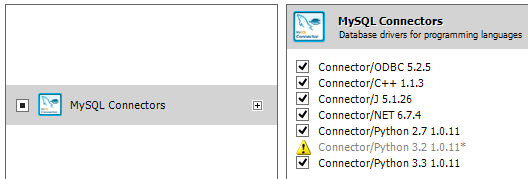 MySQL Connectors
MySQL Connectors
Database drivers for programming languages
Connector/ODBC 5.2.5
Connector/C++ 1.1.3
Connector/J 5.1.26
Connector/NET 6.7.4
Connector/Python 2.7 1.0.11
Connector/Python 3.2 1.0.11*
Connector/Python 3.3 1.0.11